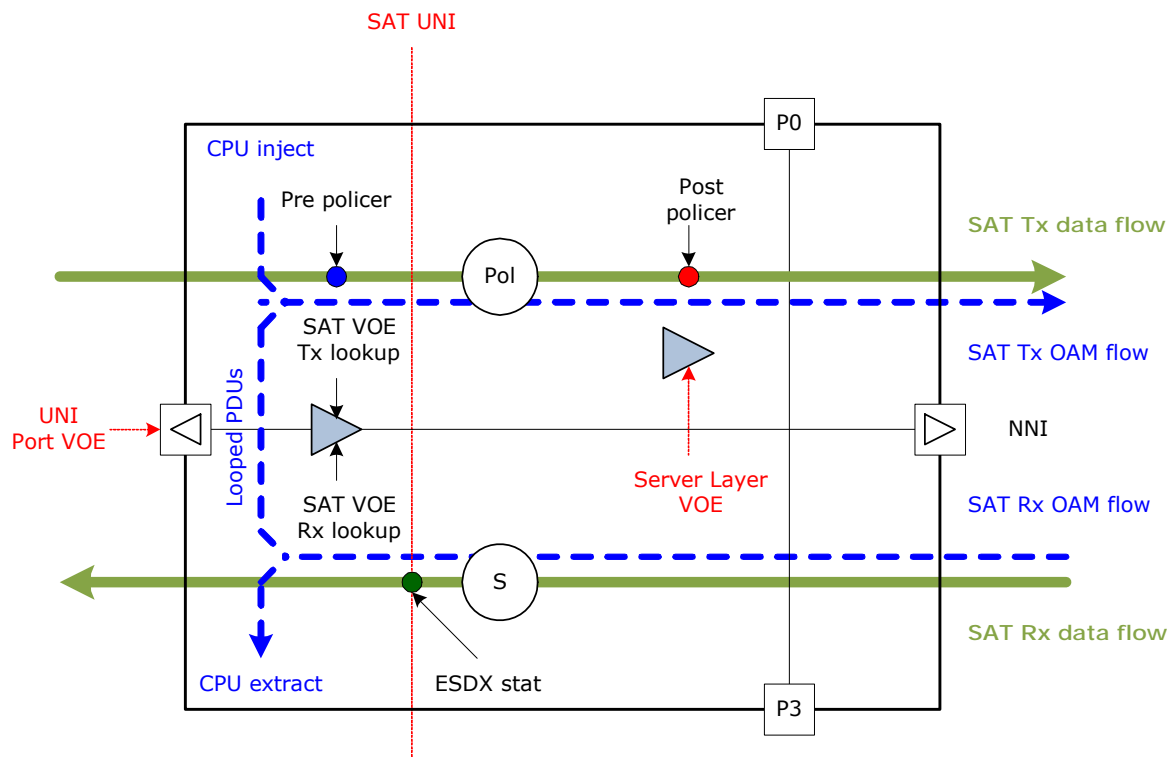 SAT UNI
P0
CPU inject
Pre policer
Post
policer
SAT Tx data flow
Pol
SAT VOE
Tx lookup
SAT Tx OAM flow
Looped PDUs
UNI
Port VOE
NNI
Server Layer
VOE
SAT VOE
Rx lookup
SAT Rx OAM flow
S
SAT Rx data flow
CPU extract
ESDX stat
P3